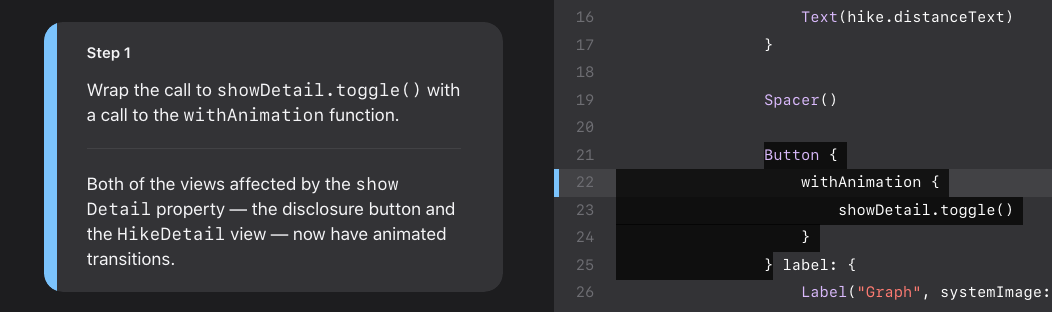 Step 1
Wrap the call to showDetail.toggle() with
a call to the withAnimation function.
Both of the views affected by the show
Detail property — the disclosure button and
the HikeDetail view — now have animated
transitions.
16 Text(hike.distanceText)
17 }
18
19 Spacer()
20
21 Button {
22 withAnimation {
23 showDetail.toggle()
24 }
25 } label: {
26 Label("Graph", systemImage: